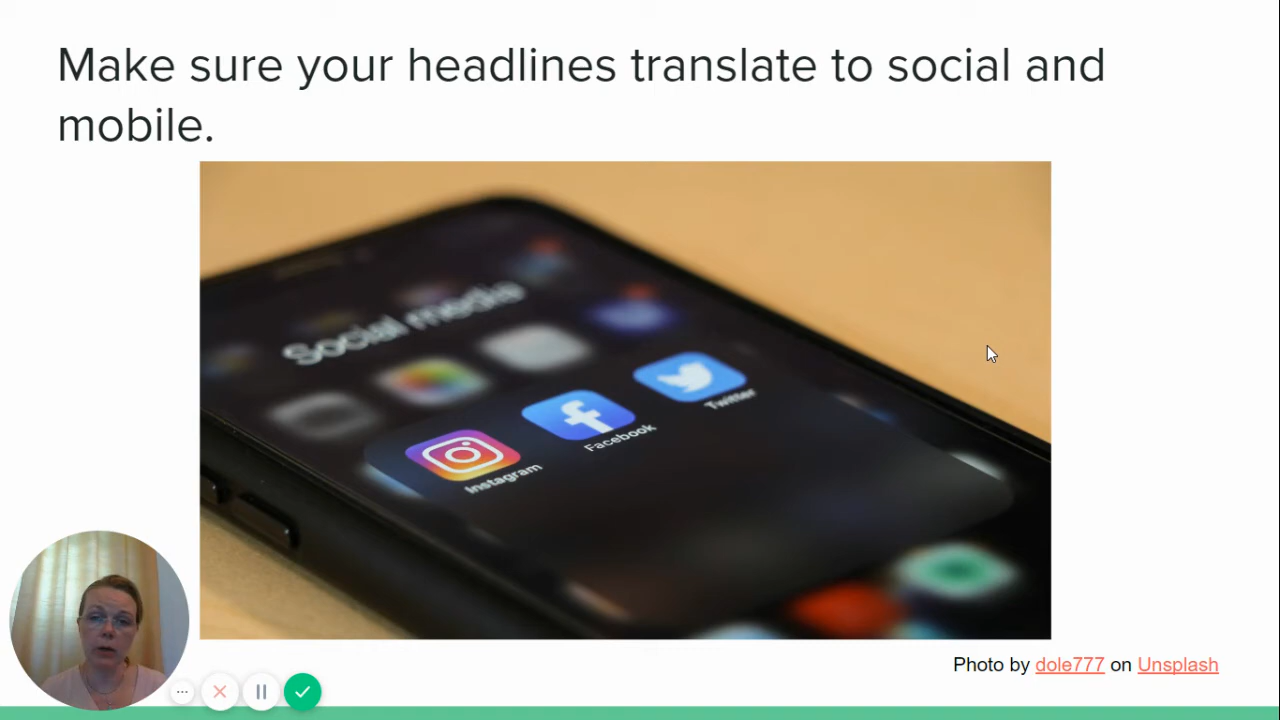 Make sure your headlines translate to social and
mobile.
Social media
Instagram
Facebook
Twitter
Photo by dole777 on Unsplash